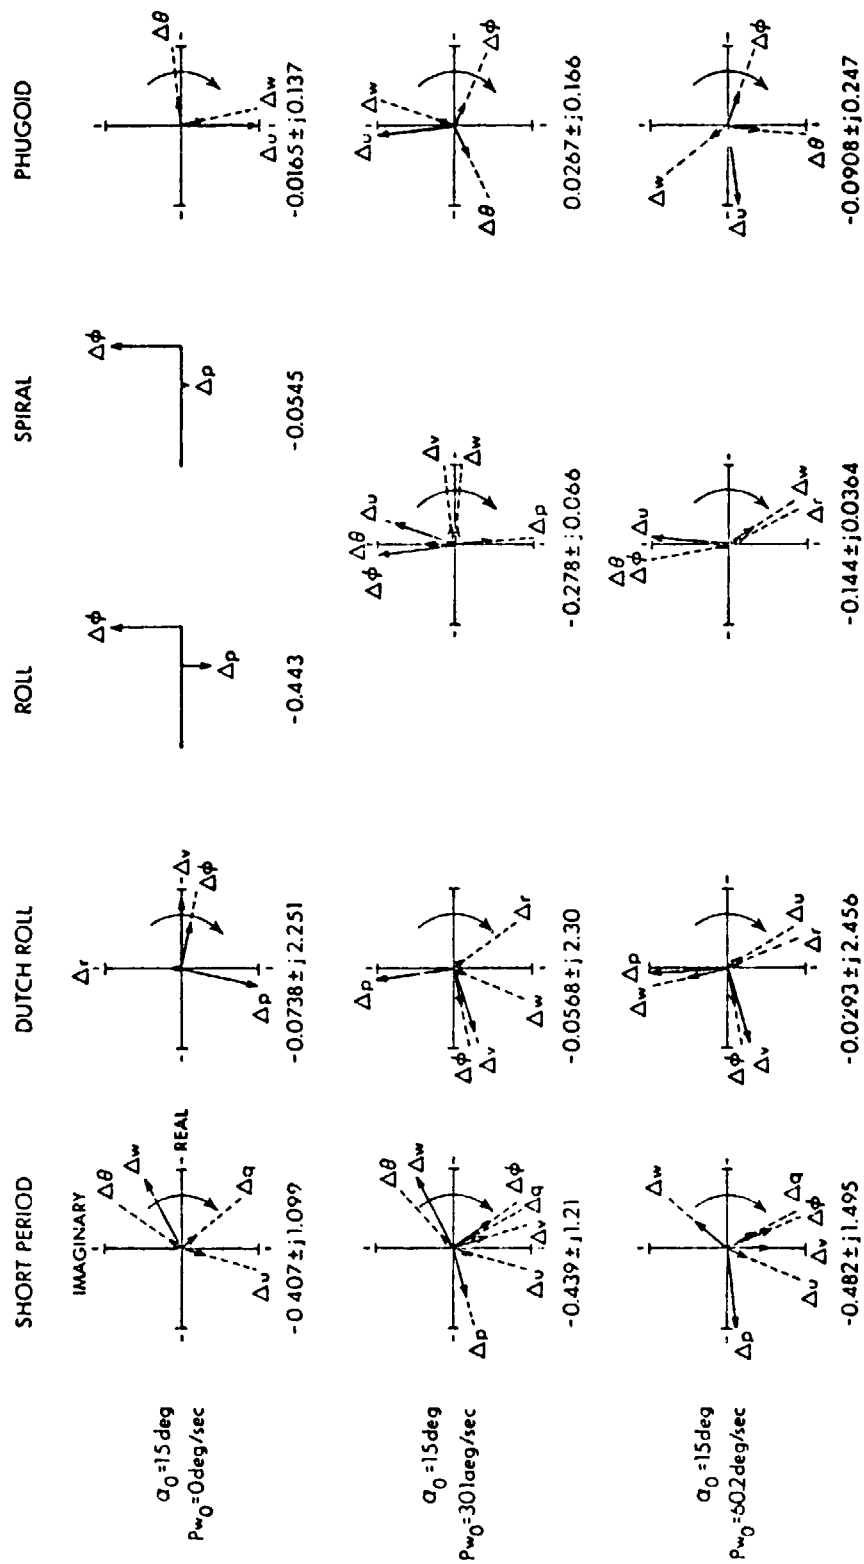 SHORT PERIOD
DUTCH ROLL
ROLL
SPIRAL
PHUGOID
α₀=15deg
Pw₀=0deg/sec
IMAGINARY
REAL
Δθ
Δw
Δq
Δu
-0.407±j1.099
Δr
Δv
Δϕ
Δp
-0.0738±j2.251
Δϕ
Δp
-0.443
Δϕ
Δp
-0.0545
Δθ
Δw
Δu
-0.0165±j0.137
α₀=15deg
Pw₀=30.1deg/sec
Δθ
Δw
Δϕ
Δq
Δv
Δu
Δp
-0.439±j1.21
Δp
Δr
Δw
Δϕ
Δv
-0.0568±j2.30
Δθ
Δϕ
Δu
Δv
Δw
Δp
-0.278±j0.066
Δu
Δw
Δϕ
Δθ
0.0267±j0.166
α₀=15deg
Pw₀=60.2deg/sec
Δw
Δq
Δϕ
Δv
Δu
Δp
-0.482±j1.495
Δp
Δw
Δu
Δr
Δϕ
Δv
-0.0293±j2.456
Δθ
Δϕ
Δu
Δw
Δr
-0.144±j0.0364
Δw
Δϕ
Δθ
Δu
-0.0908±j0.247